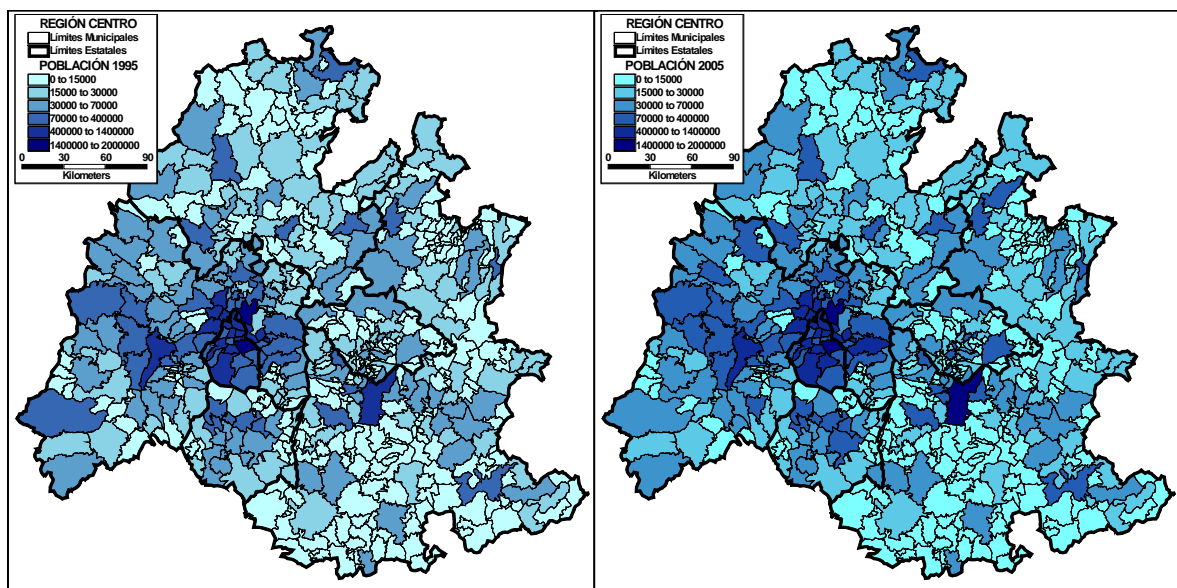 REGIÓN CENTRO
Límites Municipales
Límites Estatales
POBLACIÓN 1995
0 to 15000
15000 to 30000
30000 to 70000
70000 to 400000
400000 to 1400000
1400000 to 2000000
0 30 60 90
Kilometers
REGIÓN CENTRO
Límites Municipales
Límites Estatales
POBLACIÓN 2005
0 to 15000
15000 to 30000
30000 to 70000
70000 to 400000
400000 to 1400000
1400000 to 2000000
0 30 60 90
Kilometers